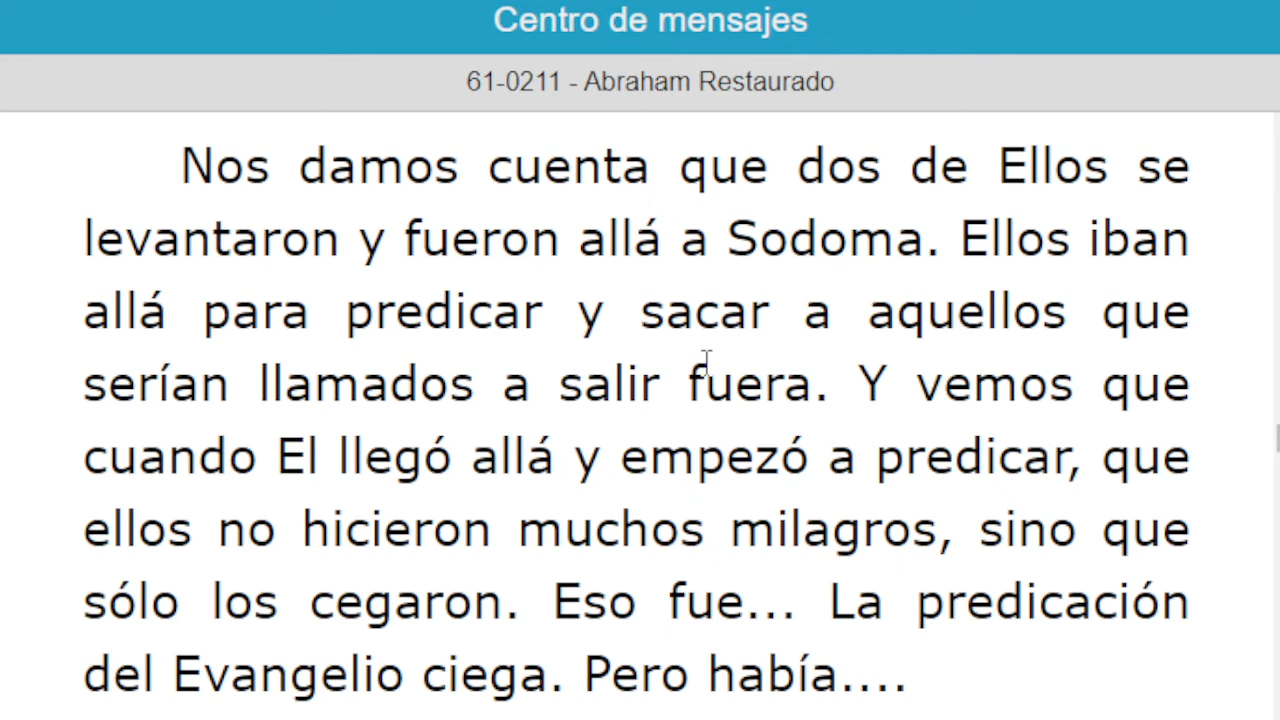 Centro de mensajes
61-0211 - Abraham Restaurado
Nos damos cuenta que dos de Ellos se
levantaron y fueron allá a Sodoma. Ellos iban
allá para predicar y sacar a aquellos que
serían llamados a salir fuera. Y vemos que
cuando El llegó allá y empezó a predicar, que
ellos no hicieron muchos milagros, sino que
sólo los cegaron. Eso fue... La predicación
del Evangelio ciega. Pero había....